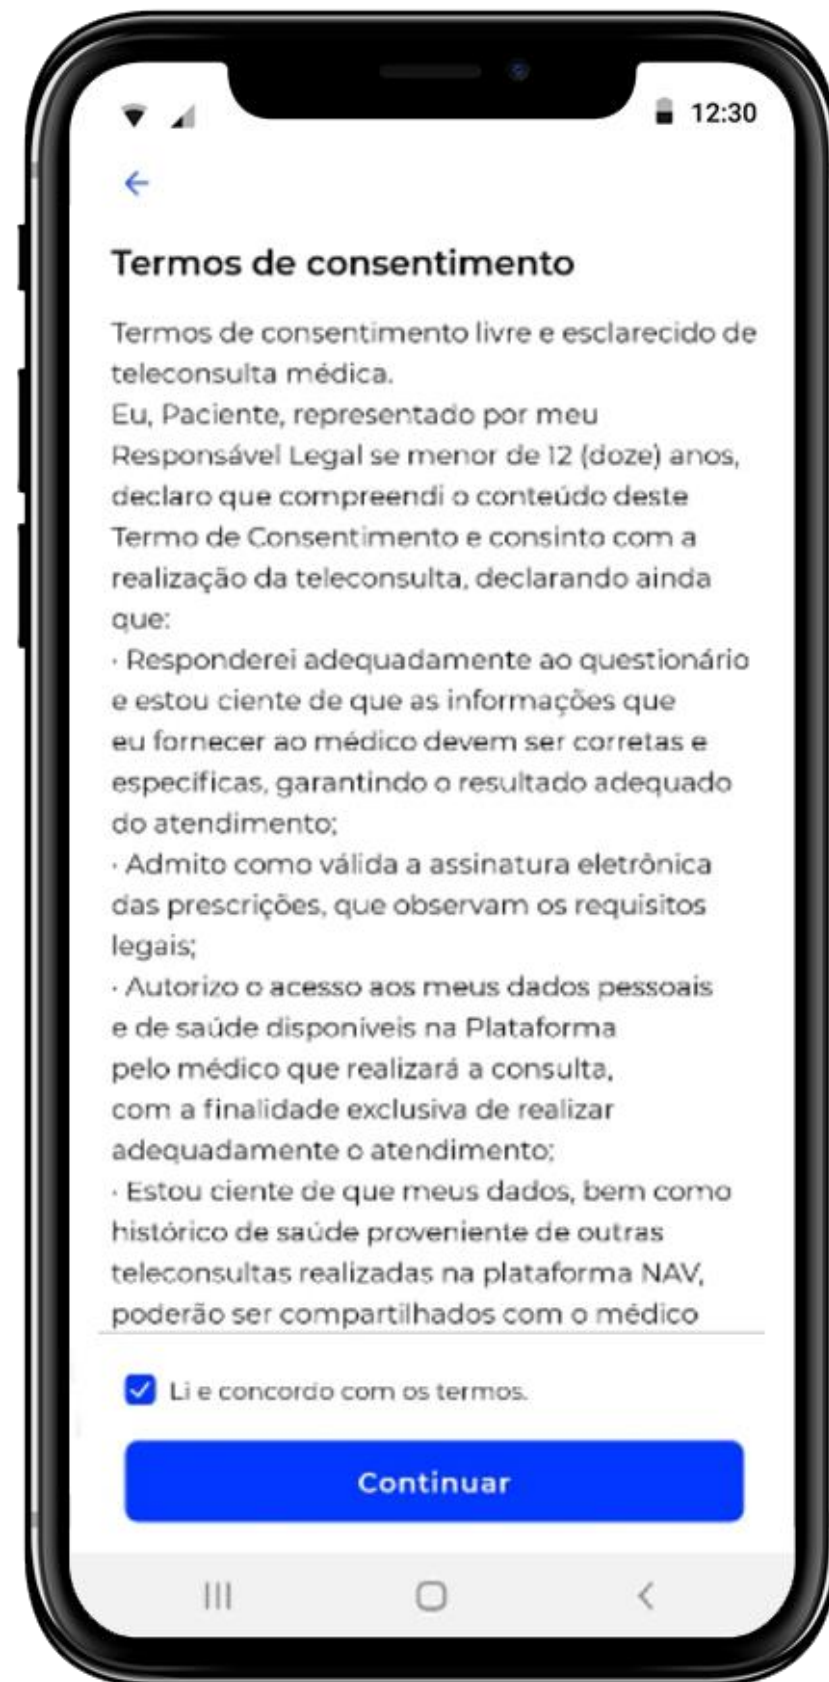 12:30
Termos de consentimento
Termos de consentimento livre e esclarecido de
teleconsulta médica.
Eu, Paciente, representado por meu
Responsável Legal se menor de 12 (doze) anos,
declaro que compreendi o conteúdo deste
Termo de Consentimento e consinto com a
realização da teleconsulta, declarando ainda
que:
· Responderei adequadamente ao questionário
e estou ciente de que as informações que
eu fornecer ao médico devem ser corretas e
específicas, garantindo o resultado adequado
do atendimento;
· Admito como válida a assinatura eletrônica
das prescrições, que observam os requisitos
legais;
· Autorizo o acesso aos meus dados pessoais
e de saúde disponíveis na Plataforma
pelo médico que realizará a consulta,
com a finalidade exclusiva de realizar
adequadamente o atendimento;
· Estou ciente de que meus dados, bem como
histórico de saúde proveniente de outras
teleconsultas realizadas na plataforma NAV,
poderão ser compartilhados com o médico
Li e concordo com os termos.
Continuar